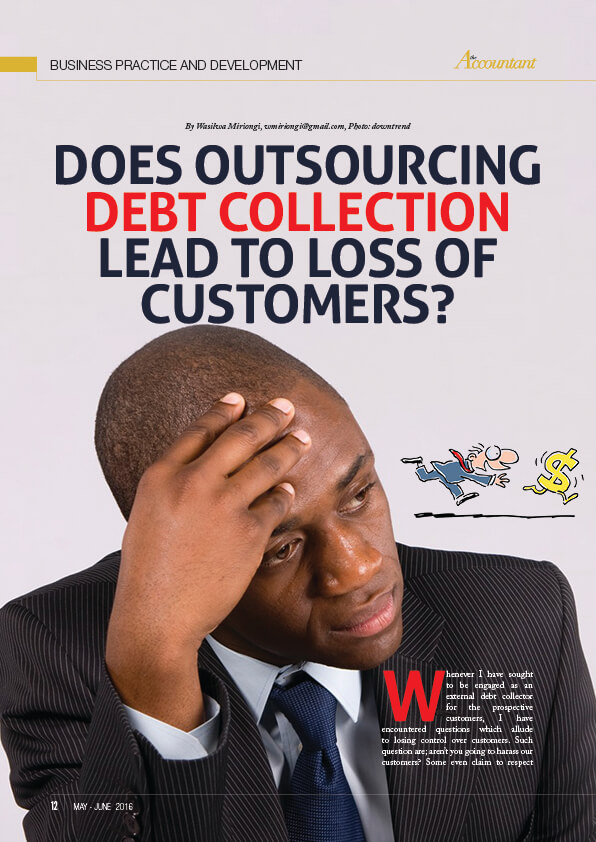 BUSINESS PRACTICE AND DEVELOPMENT
the Accountant
By Wasilwa Miriongi, wmiriongi@gmail.com, Photo: downtrend
DOES OUTSOURCING
DEBT COLLECTION
LEAD TO LOSS OF
CUSTOMERS?
Whenever I have sought
to be engaged as an
external debt collector
for the prospective
customers, I have
encountered questions which allude
to losing control over customers. Such
question are; aren't you going to harass our
customers? Some even claim to respect
12 MAY - JUNE 2016